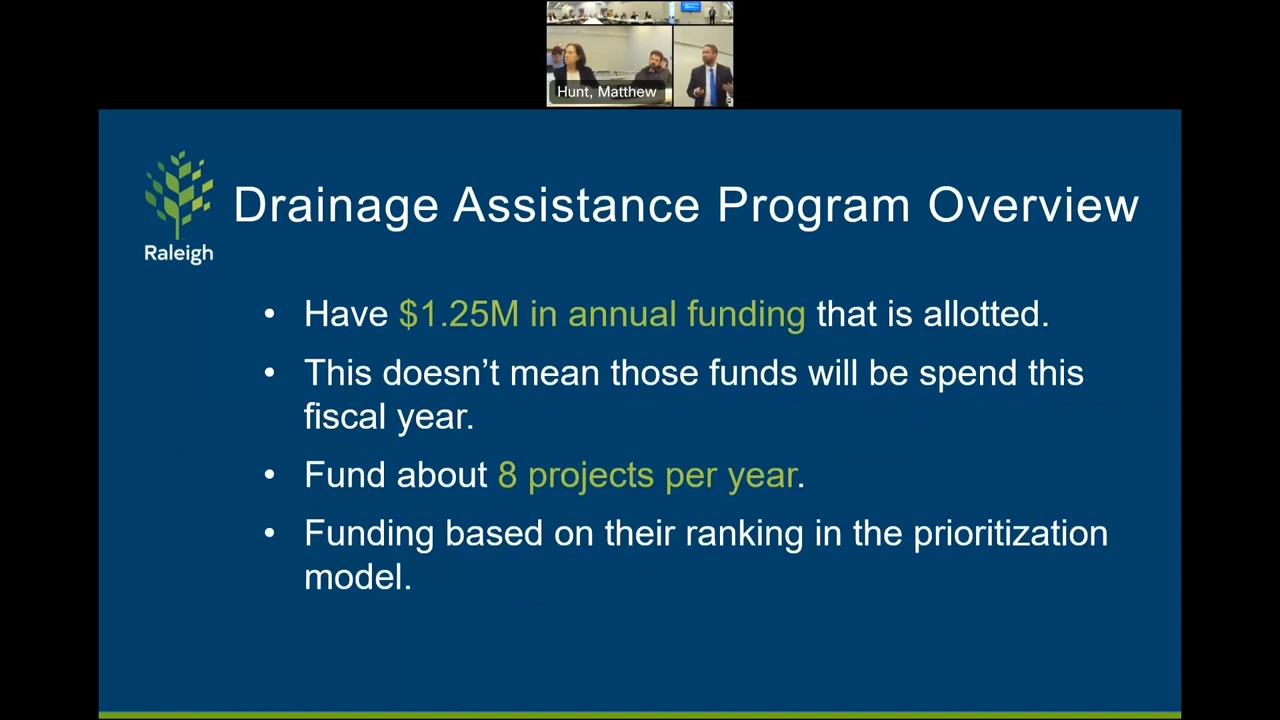 Hunt, Matthew
Raleigh
Drainage Assistance Program Overview
• Have $1.25M in annual funding that is allotted.
• This doesn’t mean those funds will be spend this
fiscal year.
• Fund about 8 projects per year.
• Funding based on their ranking in the prioritization
model.